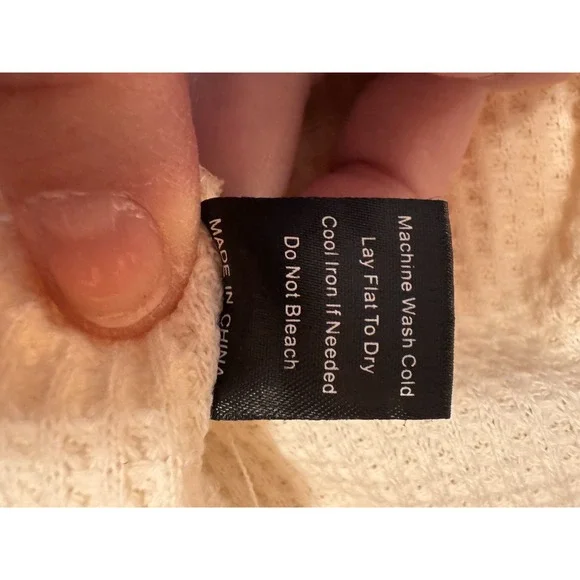 Machine Wash Cold
Lay Flat To Dry
Cool Iron If Needed
Do Not Bleach
MADE IN CHINA